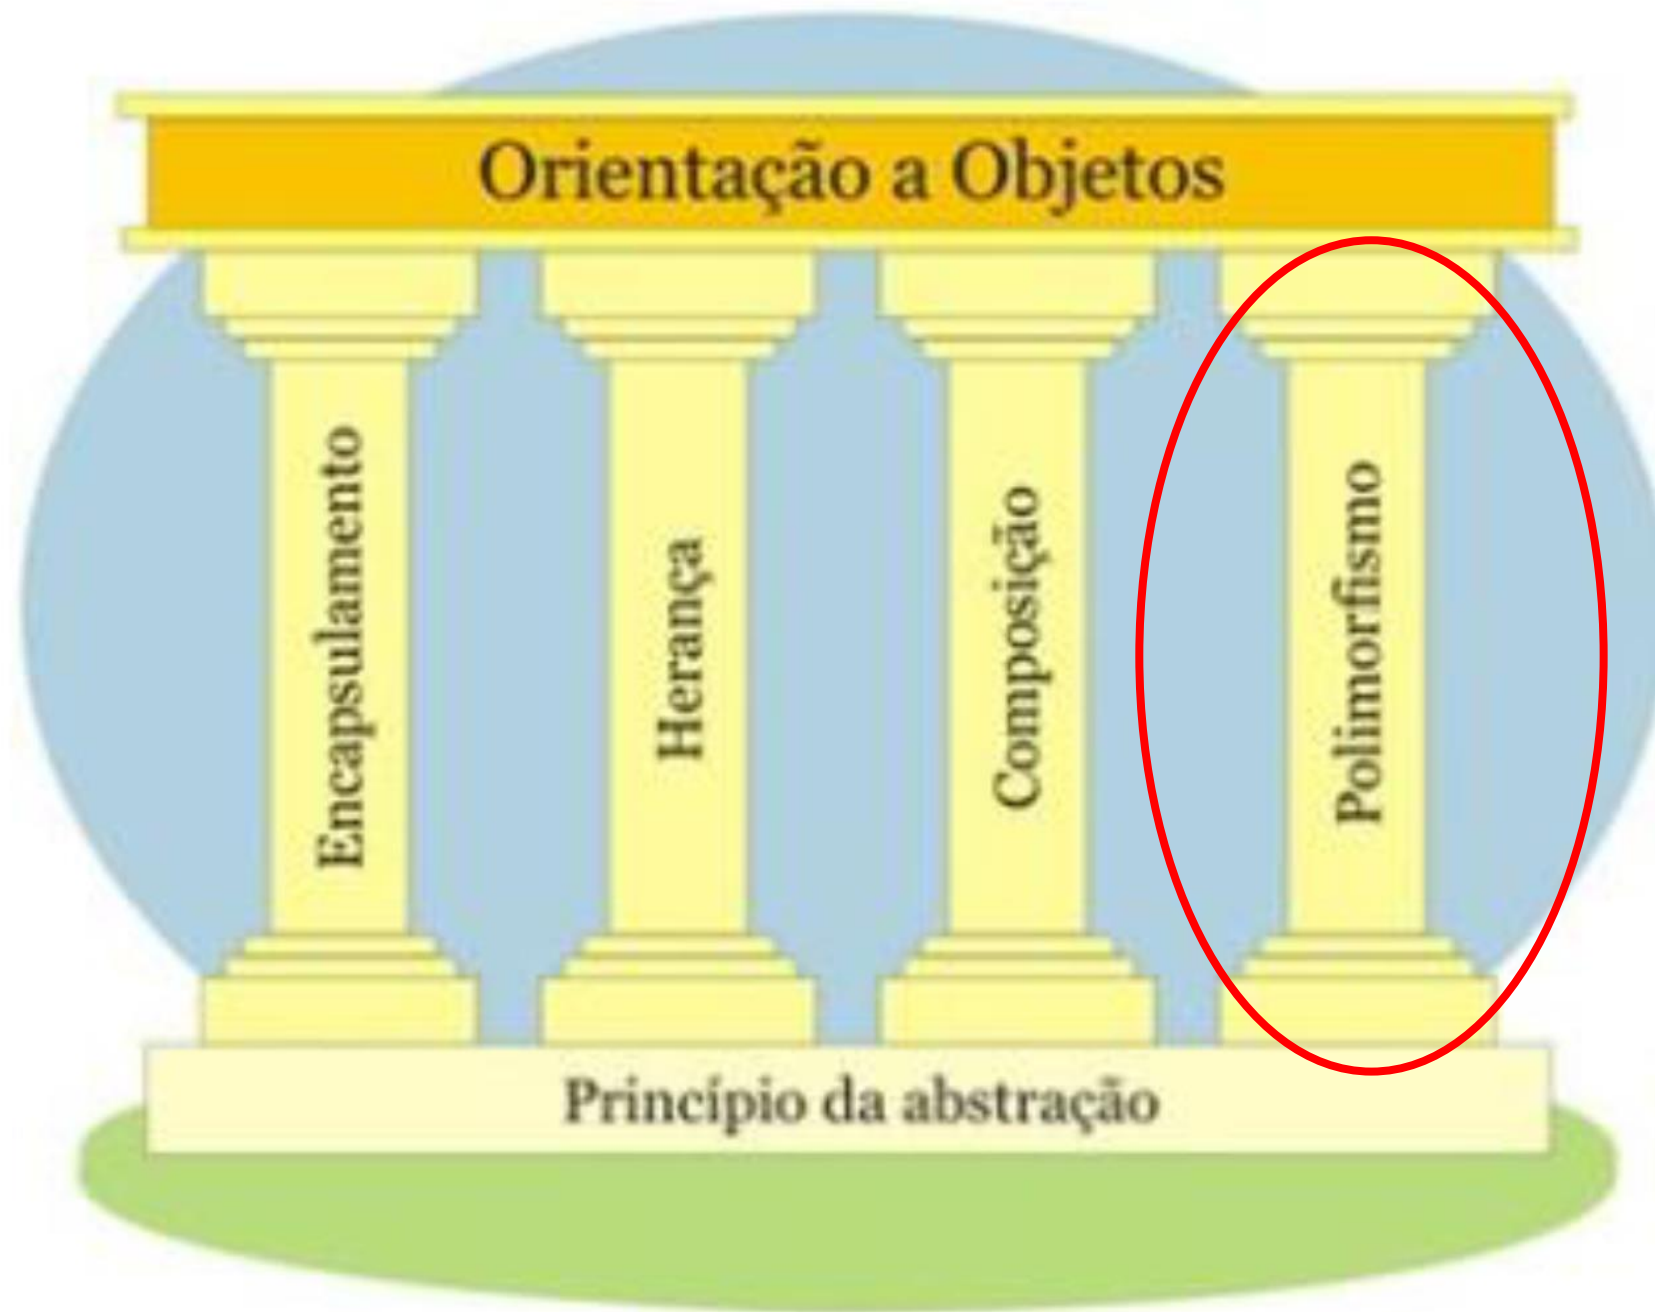 Orientação a Objetos
Encapsulamento
Herança
Composição
Polimorfismo
Princípio da abstração